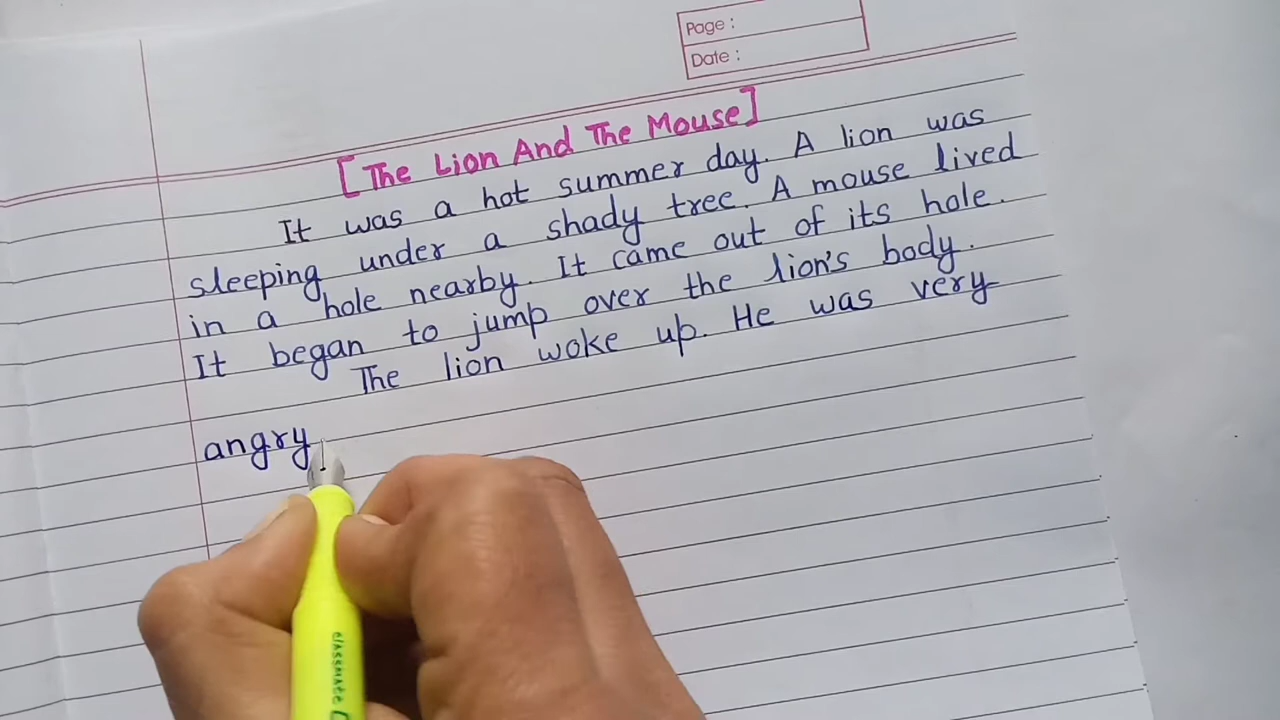 Page :
Date :
[The Lion And The Mouse]
It was a hot summer day. A lion was
sleeping under a shady tree. A mouse lived
in a hole nearby. It came out of its hole.
It began to jump over the lion's body.
The lion woke up. He was very
angry
CLASSMATE